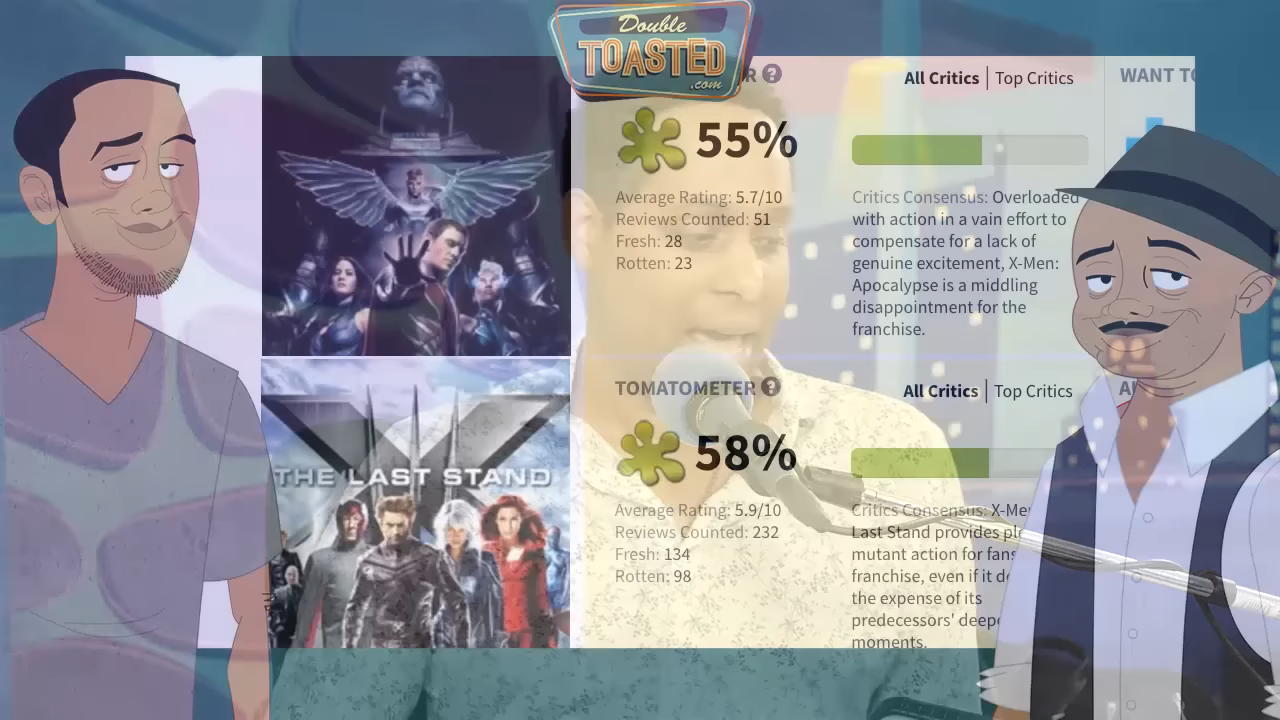 Double
TOASTED
.com
R ?
All Critics | Top Critics
WANT TO
55%
Average Rating: 5.7/10
Reviews Counted: 51
Fresh: 28
Rotten: 23
Critics Consensus: Overloaded
with action in a vain effort to
compensate for a lack of
genuine excitement, X-Men:
Apocalypse is a middling
disappointment for the
franchise.
THE LAST STAND
TOMATOMETER ?
All Critics | Top Critics
58%
Average Rating: 5.9/10
Reviews Counted: 232
Fresh: 134
Rotten: 98
Critics Consensus: X-Me
Last Stand provides
mutant action for fans
franchise, even if it
the expense of its
predecessors'
moments.